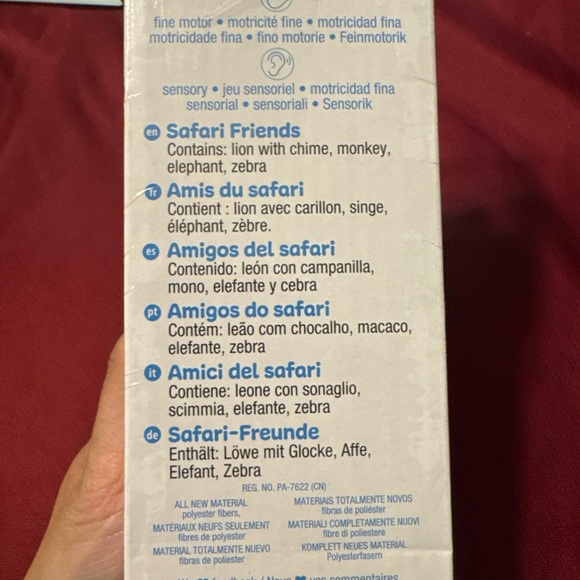 fine motor • motricité fine • motricidad fina
motricidade fina • fino motorie • Feinmotorik
sensory • jeu sensoriel • motricidad fina
sensorial • sensoriali • Sensorik
en Safari Friends
Contains: lion with chime, monkey,
elephant, zebra
fr Amis du safari
Contient : lion avec carillon, singe,
éléphant, zèbre.
es Amigos del safari
Contenido: león con campanilla,
mono, elefante y cebra
pt Amigos do safari
Contém: leão com chocalho, macaco,
elefante, zebra
it Amici del safari
Contiene: leone con sonaglio,
scimmia, elefante, zebra
de Safari-Freunde
Enthält: Löwe mit Glocke, Affe,
Elefant, Zebra
REG. NO. PA-7622 (CN)
ALL NEW MATERIAL
polyester fibers,
MATÉRIAUX NEUFS SEULEMENT
fibres de polyester
MATERIAL TOTALMENTE NUEVO
fibras de poliester
MATERIAIS TOTALMENTE NOVOS
fibras de poliéster
MATERIALI COMPLETAMENTE NUOVI
fibre di poliestere
KOMPLETT NEUES MATERIAL
Polyesterfasern
feedback / Nous ♥ vos commentaires